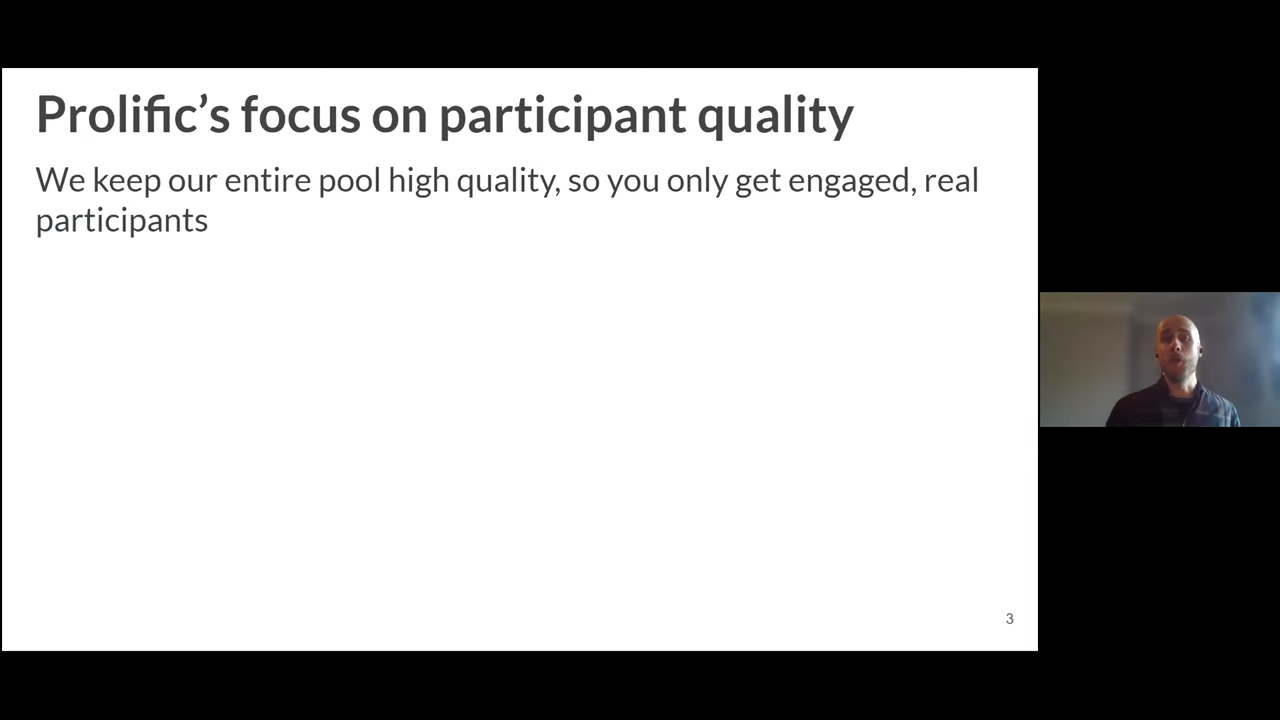 Prolific’s focus on participant quality
We keep our entire pool high quality, so you only get engaged, real
participants
3